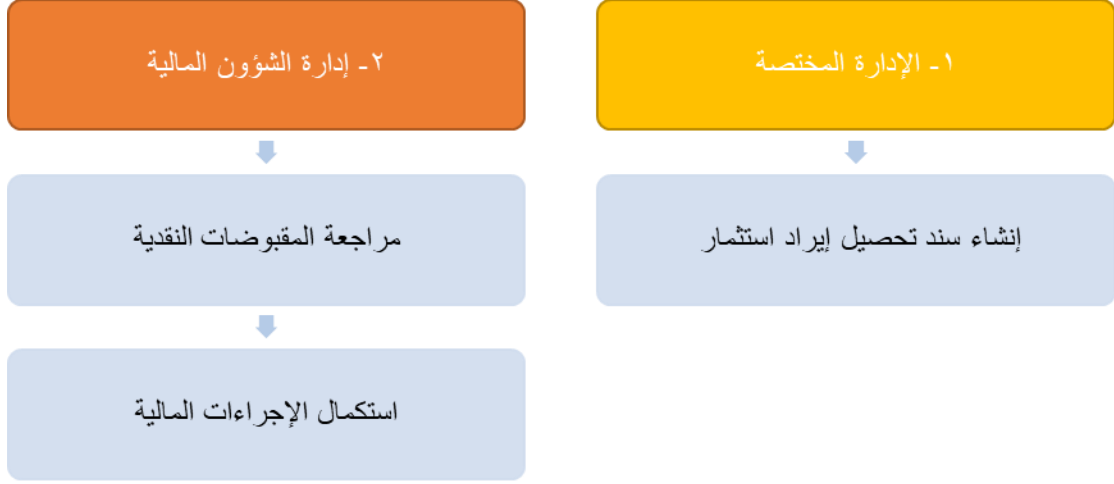 ١- الإدارة المختصة
إنشاء سند تحصيل إيراد استثمار
٢- إدارة الشؤون المالية
مراجعة المقبوضات النقدية
استكمال الإجراءات المالية